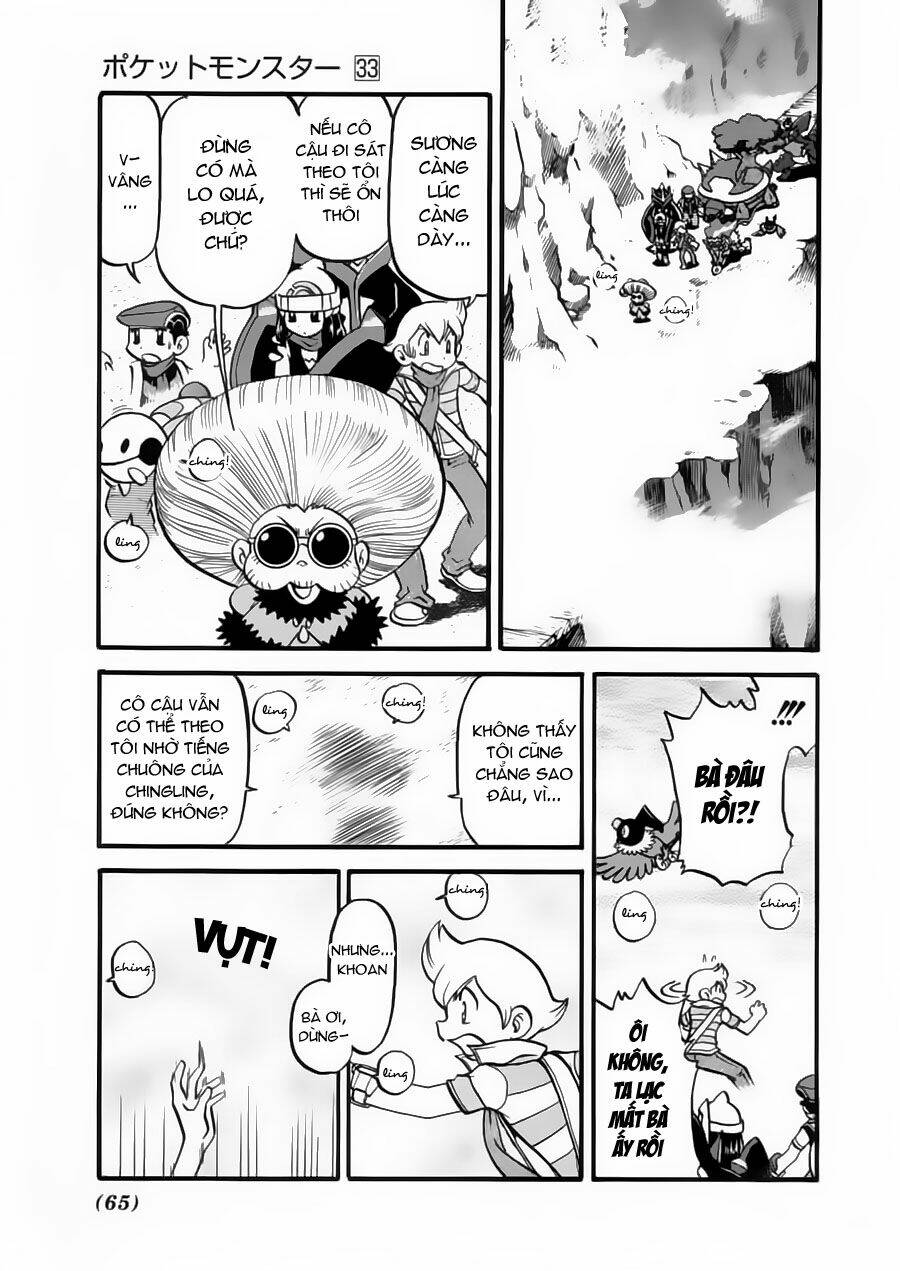 ポケットモンスター 33
ling
ching!
SƯƠNG
CÀNG
LÚC
CÀNG
DÀY...
NẾU CÔ
CẬU ĐI SÁT
THEO TÔI
THÌ SẼ ỔN
THÔI
ĐỪNG
CÓ MÀ
LO QUÁ,
ĐƯỢC
CHỨ?
V-
VÂNG
...
ching!
ling
!!!
BÀ ĐÂU
RỒI?!
ling
ching!
ÔI
KHÔNG,
TA LẠC
MẤT BÀ
ẤY RỒI
KHÔNG THẤY
TÔI CŨNG
CHẲNG SAO
ĐÂU, VÌ...
ching!
ling
CÔ CẬU VẪN
CÓ THỂ THEO
TÔI NHỜ TIẾNG
CHUÔNG CỦA
CHINGLING,
ĐÚNG KHÔNG?
ching!
NHƯNG...
KHOAN
BÀ ƠI,
DỪNG-
ling
VỤT!
ching!
(65)